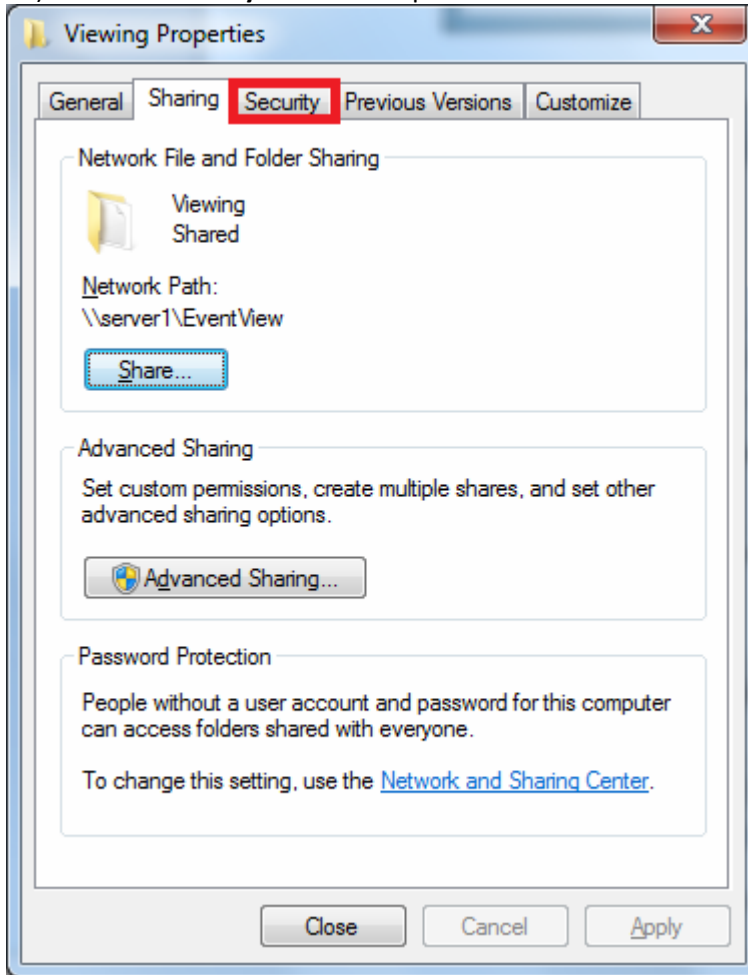 Viewing Properties
General Sharing Security Previous Versions Customize
Network File and Folder Sharing
Viewing
Shared
Network Path:
\\server1\EventView
Share...
Advanced Sharing
Set custom permissions, create multiple shares, and set other
advanced sharing options.
Advanced Sharing...
Password Protection
People without a user account and password for this computer
can access folders shared with everyone.
To change this setting, use the Network and Sharing Center.
Close Cancel Apply